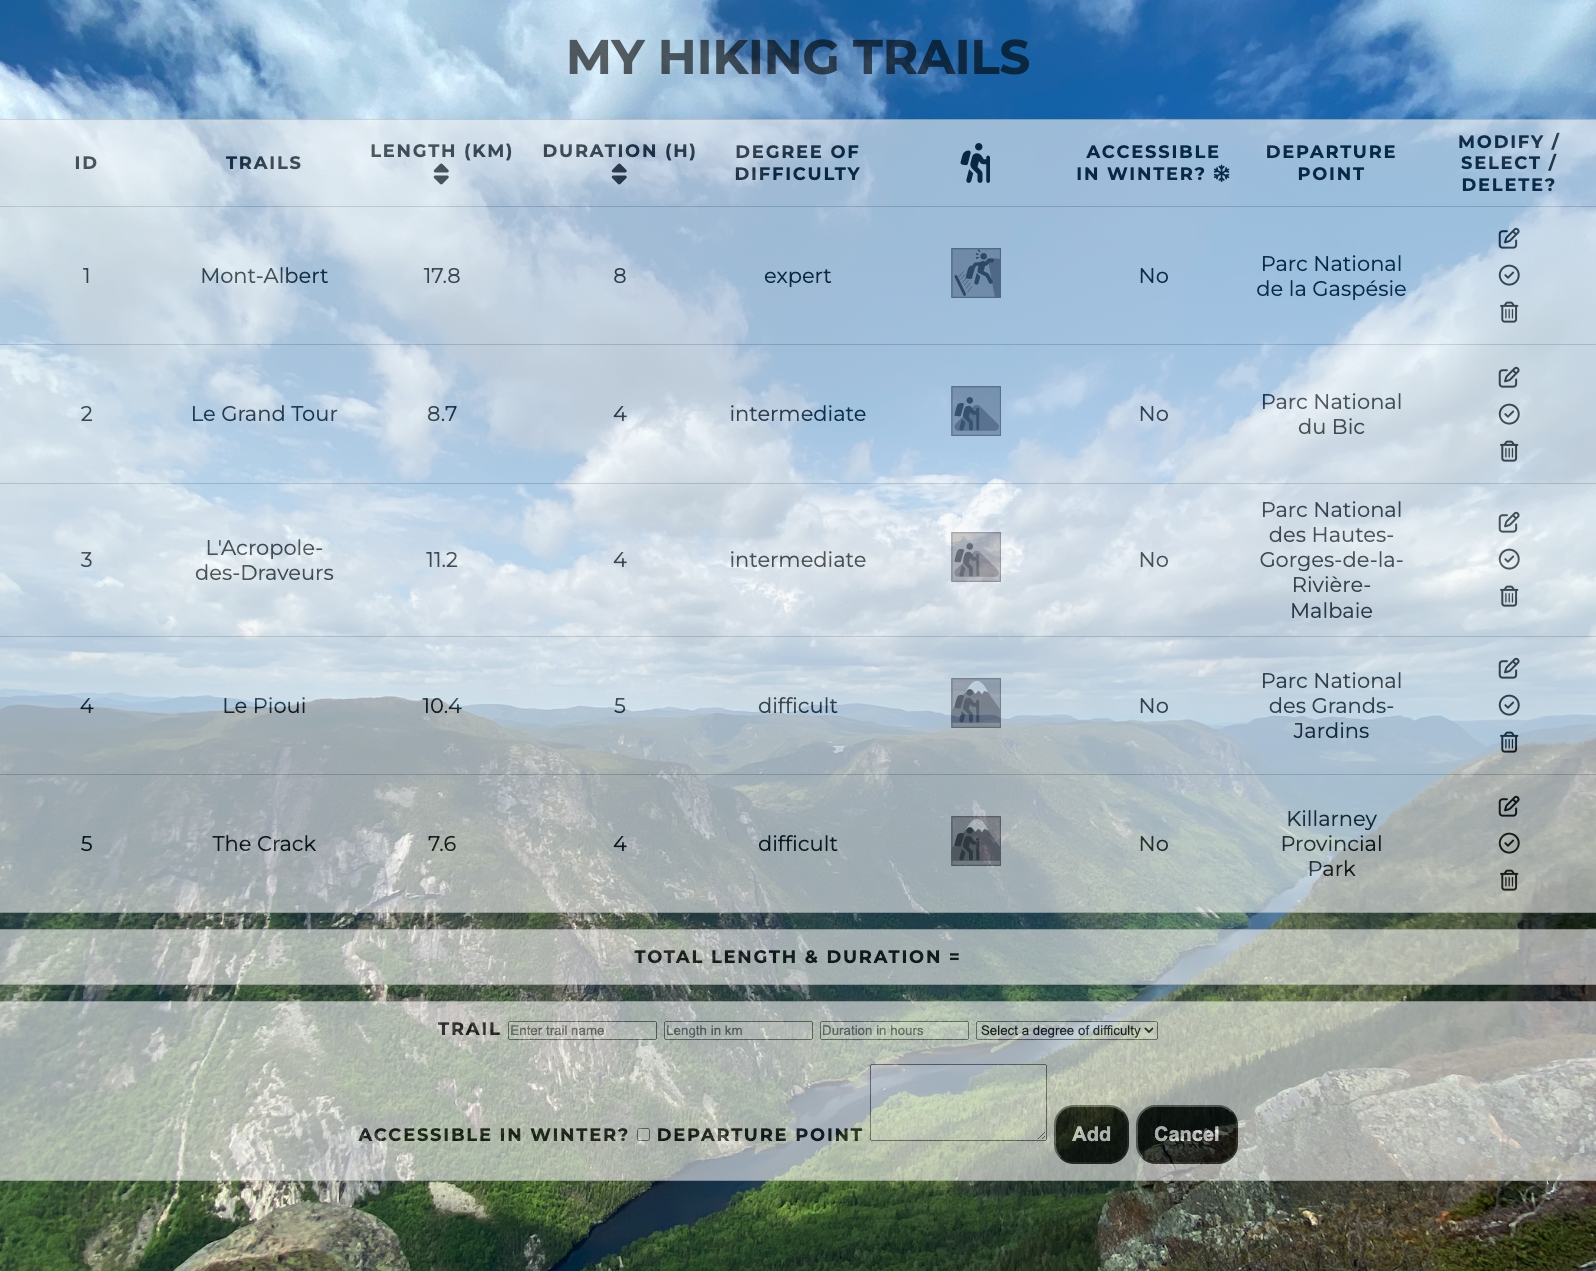 MY HIKING TRAILS
ID
TRAILS
LENGTH (KM)
DURATION (H)
DEGREE OF
DIFFICULTY
ACCESSIBLE
IN WINTER? ❄
DEPARTURE
POINT
MODIFY /
SELECT /
DELETE?
1
Mont-Albert
17.8
8
expert
No
Parc National
de la Gaspésie
2
Le Grand Tour
8.7
4
intermediate
No
Parc National
du Bic
3
L'Acropole-
des-Draveurs
11.2
4
intermediate
No
Parc National
des Hautes-
Gorges-de-la-
Rivière-
Malbaie
4
Le Pioui
10.4
5
difficult
No
Parc National
des Grands-
Jardins
5
The Crack
7.6
4
difficult
No
Killarney
Provincial
Park
TOTAL LENGTH & DURATION =
TRAIL Enter trail name Length in km Duration in hours Select a degree of difficulty
ACCESSIBLE IN WINTER? DEPARTURE POINT Add Cancel